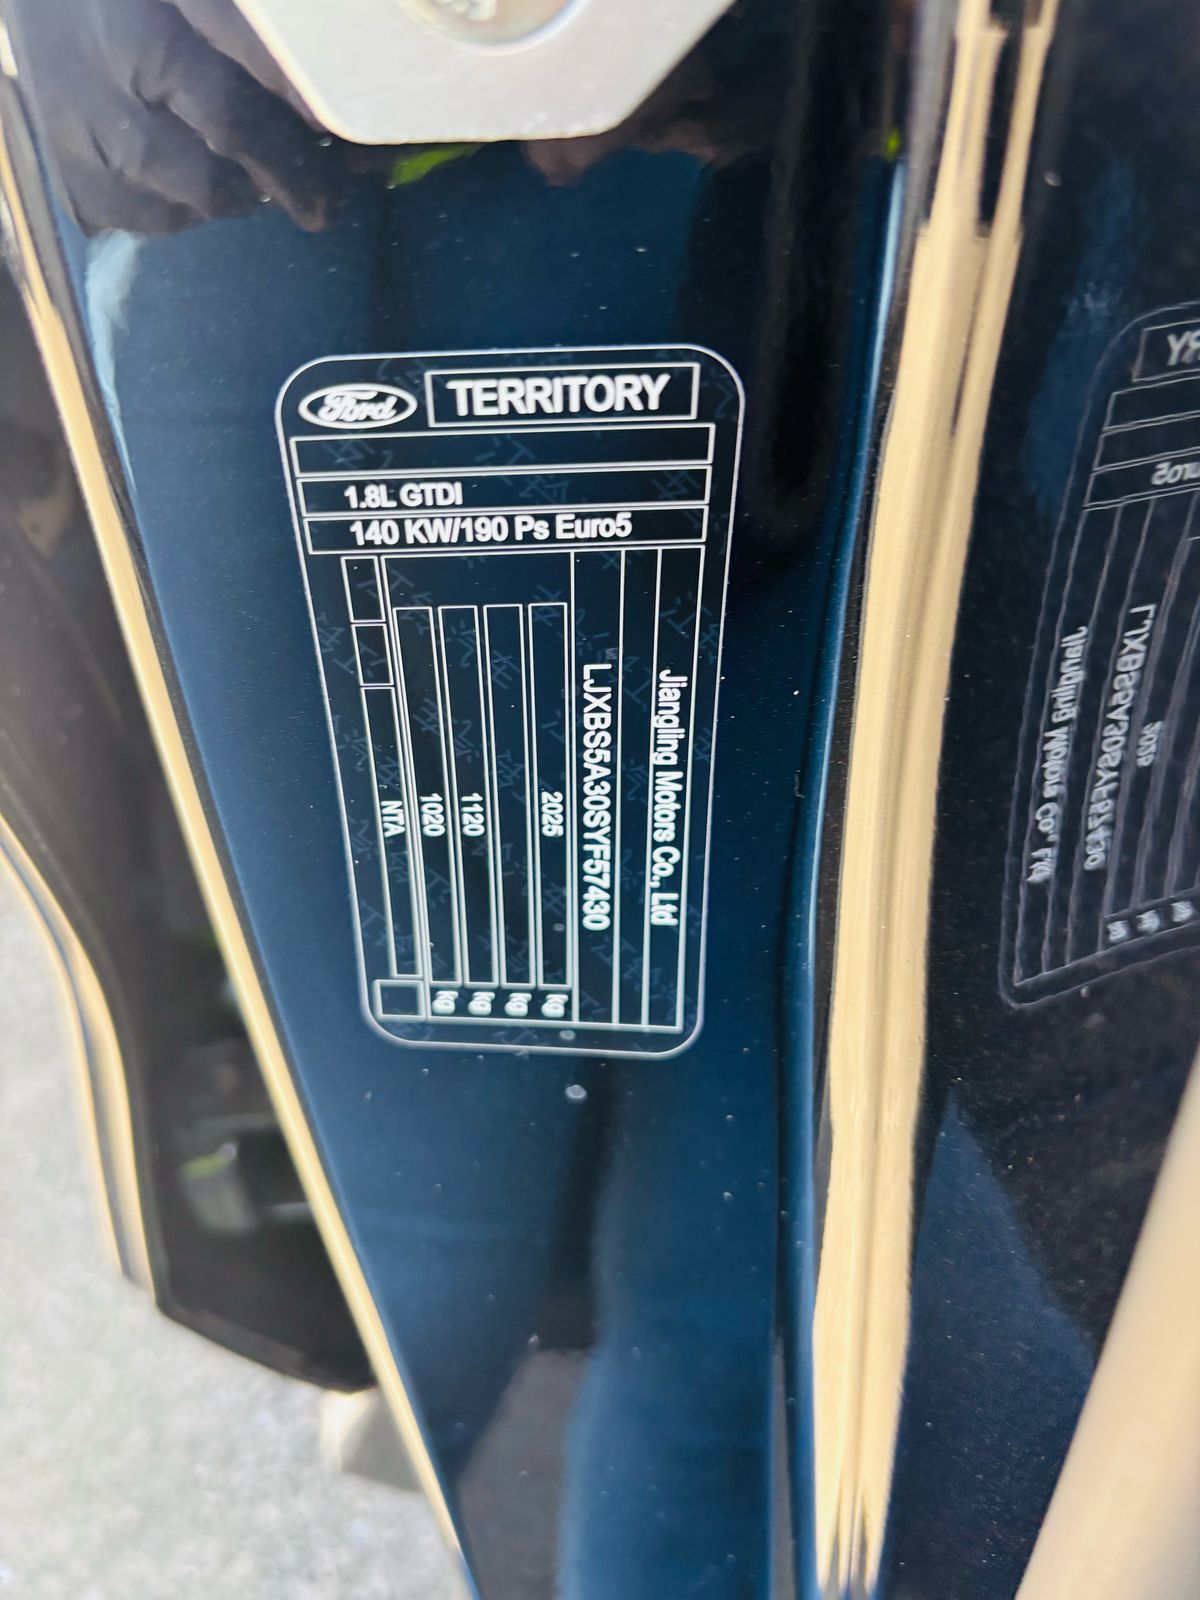 Ford
TERRITORY
1.8L GTDI
140 KW/190 Ps Euro5
Jiangling Motors Co., Ltd
LJXBS5A30SYF57430
2025 kg
kg
1120 kg
1020 kg
NTA